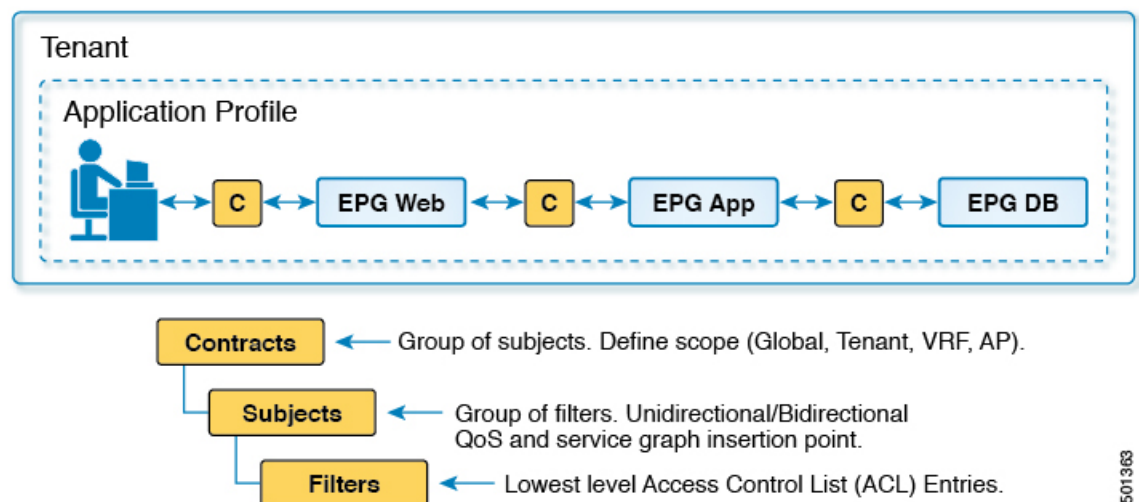 Tenant
Application Profile
C
EPG Web
C
EPG App
C
EPG DB
Contracts
Group of subjects. Define scope (Global, Tenant, VRF, AP).
Subjects
Group of filters. Unidirectional/Bidirectional
QoS and service graph insertion point.
Filters
Lowest level Access Control List (ACL) Entries.
501363